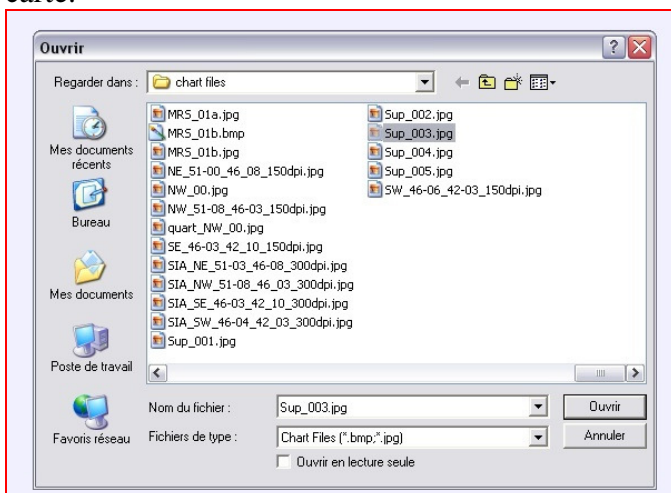 carte.
Ouvrir
Regarder dans :
chart files
Mes documents
récents
Bureau
Mes documents
Poste de travail
Favoris réseau
MRS_01a.jpg
MRS_01b.bmp
MRS_01b.jpg
NE_51-00_46_08_150dpi.jpg
NW_00.jpg
NW_51-08_46-03_150dpi.jpg
quart_NW_00.jpg
SE_46-03_42_10_150dpi.jpg
SIA_NE_51-03_46-08_300dpi.jpg
SIA_NW_51-08_46_03_300dpi.jpg
SIA_SE_46-03_42_10_300dpi.jpg
SIA_SW_46-04_42_03_300dpi.jpg
Sup_001.jpg
Sup_002.jpg
Sup_003.jpg
Sup_004.jpg
Sup_005.jpg
SW_46-06_42-03_150dpi.jpg
Nom du fichier :
Sup_003.jpg
Ouvrir
Fichiers de type :
Chart Files (*.bmp;*.jpg)
Annuler
Ouvrir en lecture seule